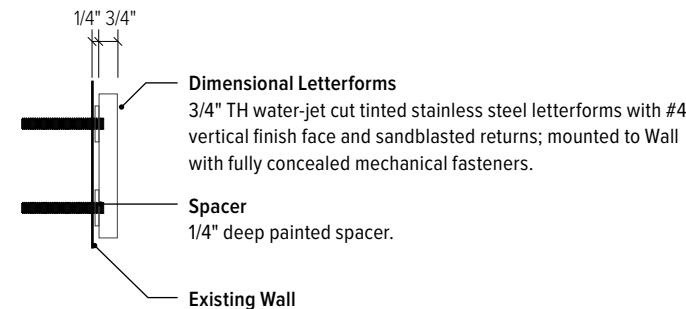 1/4" 3/4"
Dimensional Letterforms
3/4" TH water-jet cut tinted stainless steel letterforms with #4
vertical finish face and sandblasted returns; mounted to Wall
with fully concealed mechanical fasteners.
Spacer
1/4" deep painted spacer.
Existing Wall